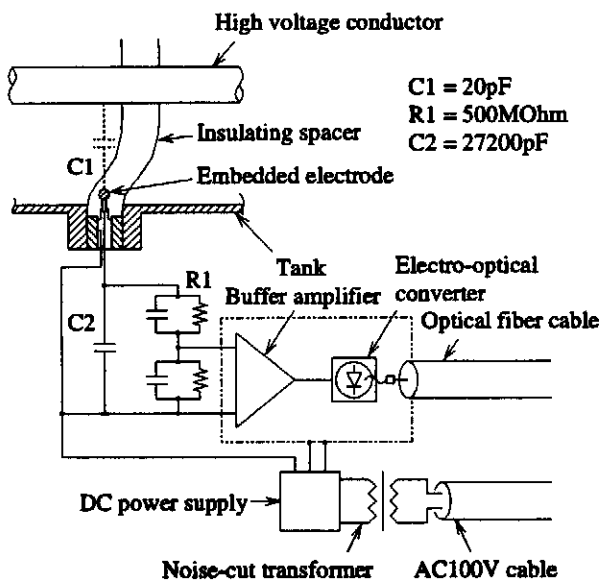 High voltage conductor
C1 = 20pF
R1 = 500MOhm
C2 = 27200pF
Insulating spacer
C1
Embedded electrode
Tank
R1
Buffer amplifier
Electro-optical
converter
Optical fiber cable
C2
DC power supply
Noise-cut transformer
AC100V cable